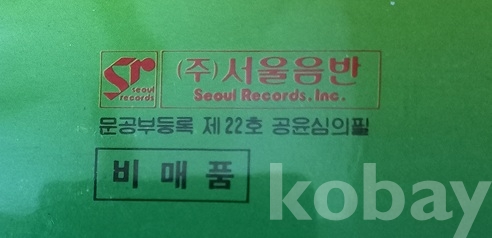 Sr seoul records
(주)서울음반
Seoul Records.Inc.
문공부등록 제22호 공윤심의필
비매품
kobay